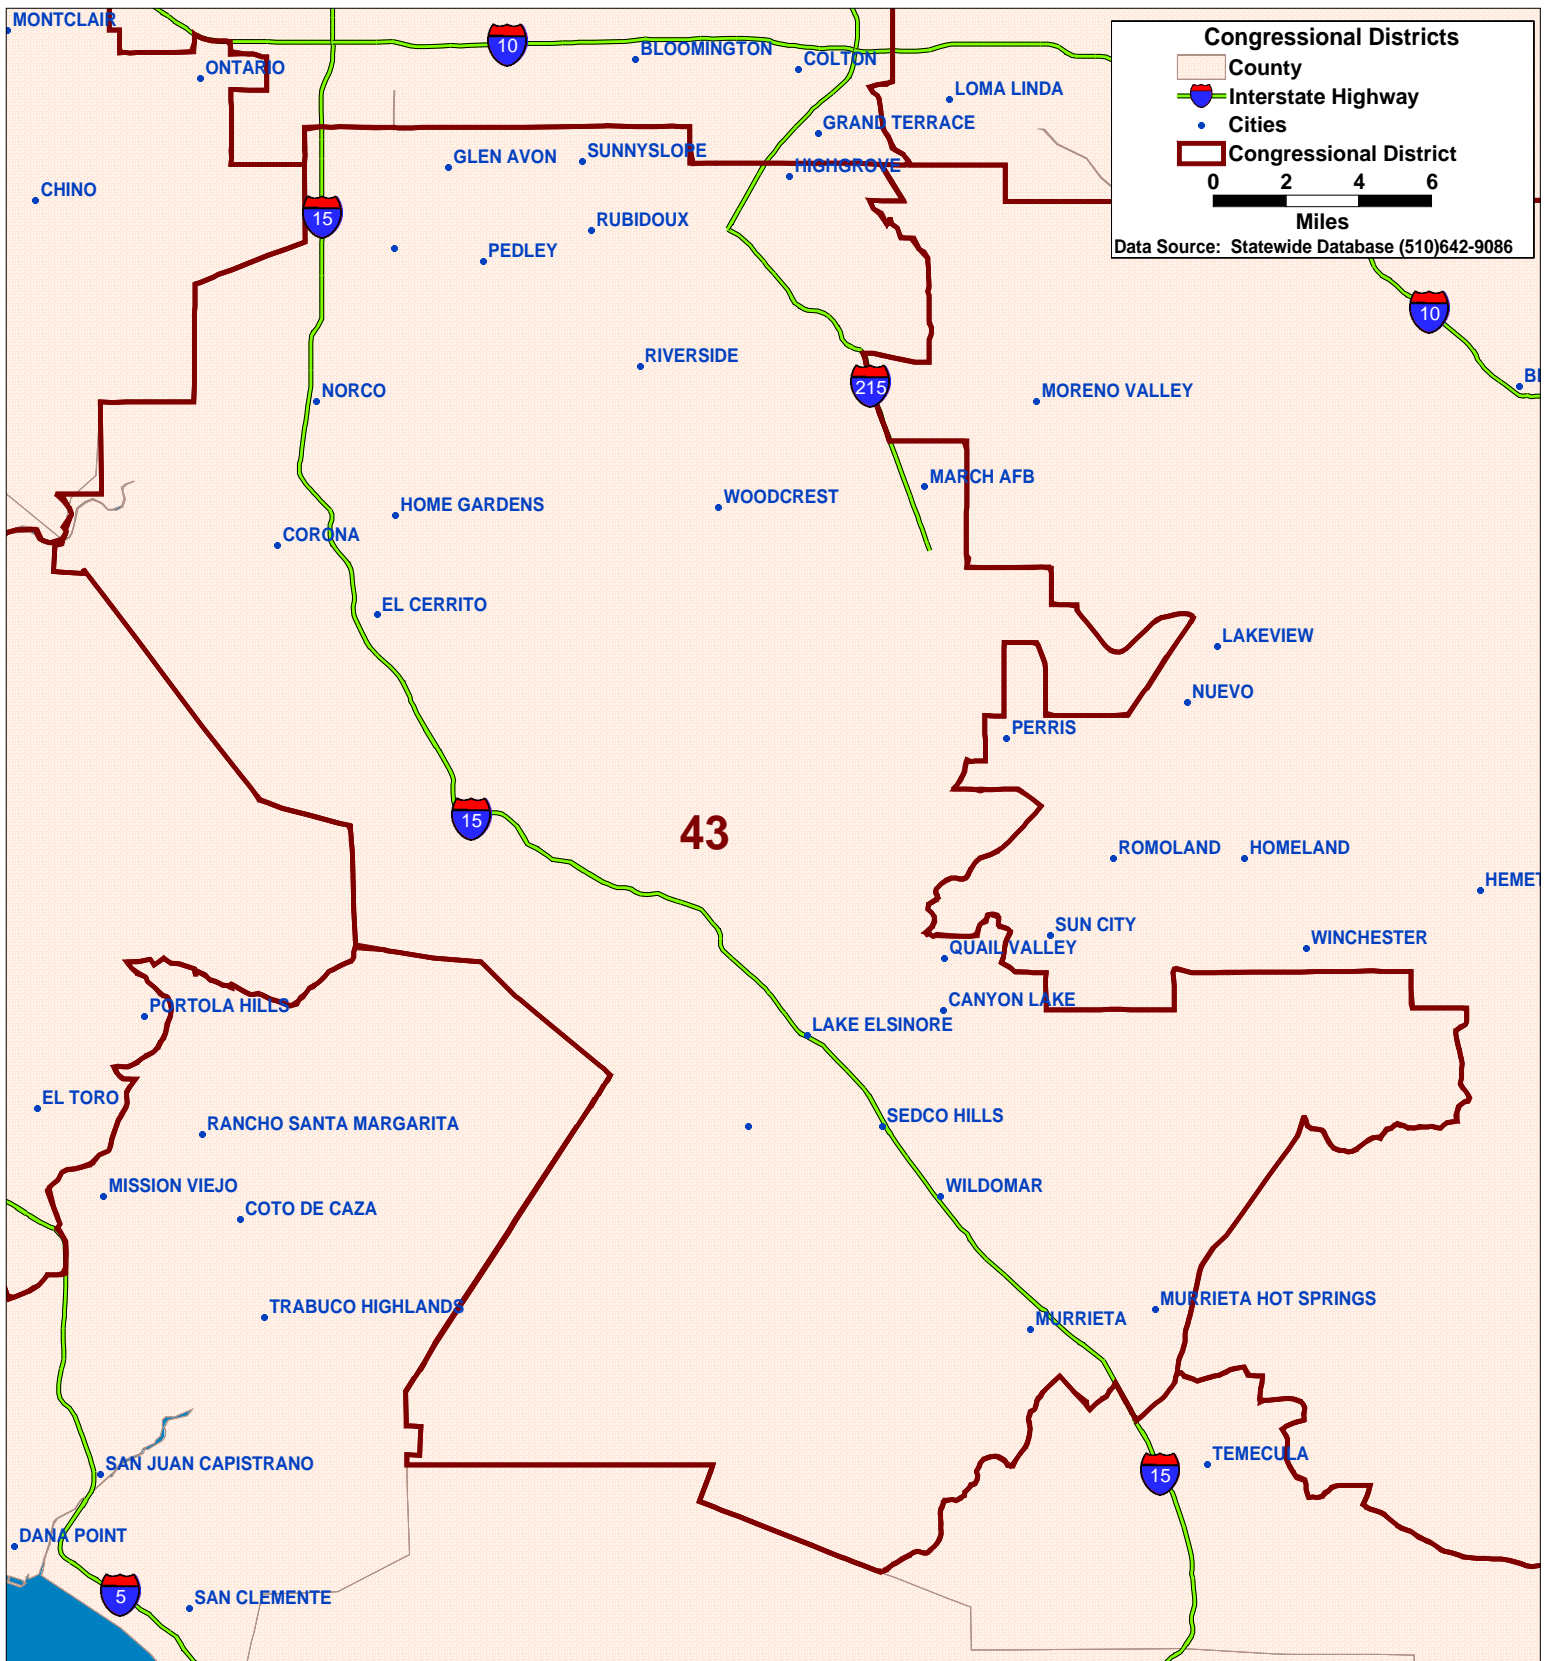 MONTCLAIR
10
BLOOMINGTON
COLTON
ONTARIO
LOMA LINDA
GRAND TERRACE
Congressional Districts
County
Interstate Highway
Cities
Congressional District
0 2 4 6
Miles
Data Source: Statewide Database (510)642-9086
GLEN AVON
SUNNYSLOPE
HIGHGROVE
CHINO
15
RUBIDOUX
PEDLEY
10
RIVERSIDE
215
NORCO
MORENO VALLEY
MARCH AFB
WOODCREST
HOME GARDENS
CORONA
EL CERRITO
LAKEVIEW
NUEVO
PERRIS
15
43
ROMOLAND
HOMELAND
HEMET
SUN CITY
WINCHESTER
QUAIL VALLEY
CANYON LAKE
PORTOLA HILLS
LAKE ELSINORE
EL TORO
RANCHO SANTA MARGARITA
SEDCO HILLS
MISSION VIEJO
WILDOMAR
COTO DE CAZA
TRABUCO HIGHLANDS
MURRIETA HOT SPRINGS
MURRIETA
SAN JUAN CAPISTRANO
15
TEMECULA
DANA POINT
5
SAN CLEMENTE